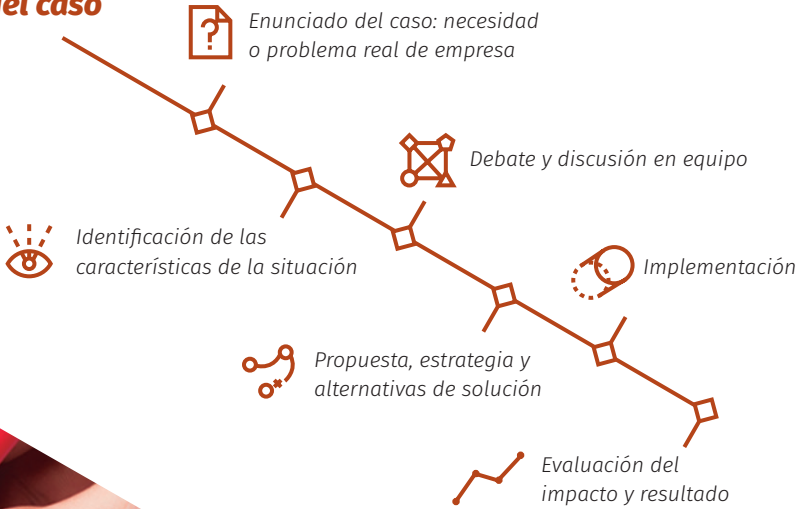 del caso
Enunciado del caso: necesidad
o problema real de empresa
Identificación de las
características de la situación
Debate y discusión en equipo
Propuesta, estrategia y
alternativas de solución
Implementación
Evaluación del
impacto y resultado